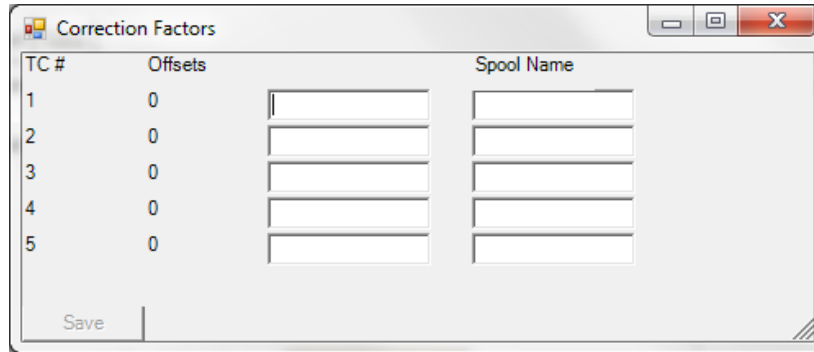 Correction Factors
TC # Offsets Spool Name
1 0
2 0
3 0
4 0
5 0
Save